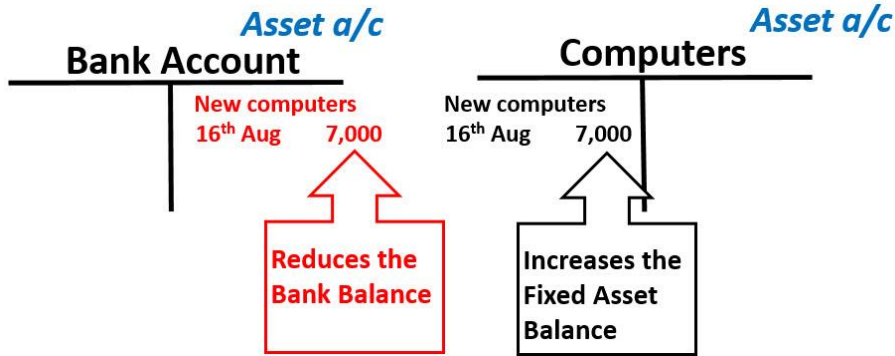 Asset a/c
Bank Account
New computers
16th Aug 7,000
Reduces the
Bank Balance
Asset a/c
Computers
New computers
16th Aug 7,000
Increases the
Fixed Asset
Balance